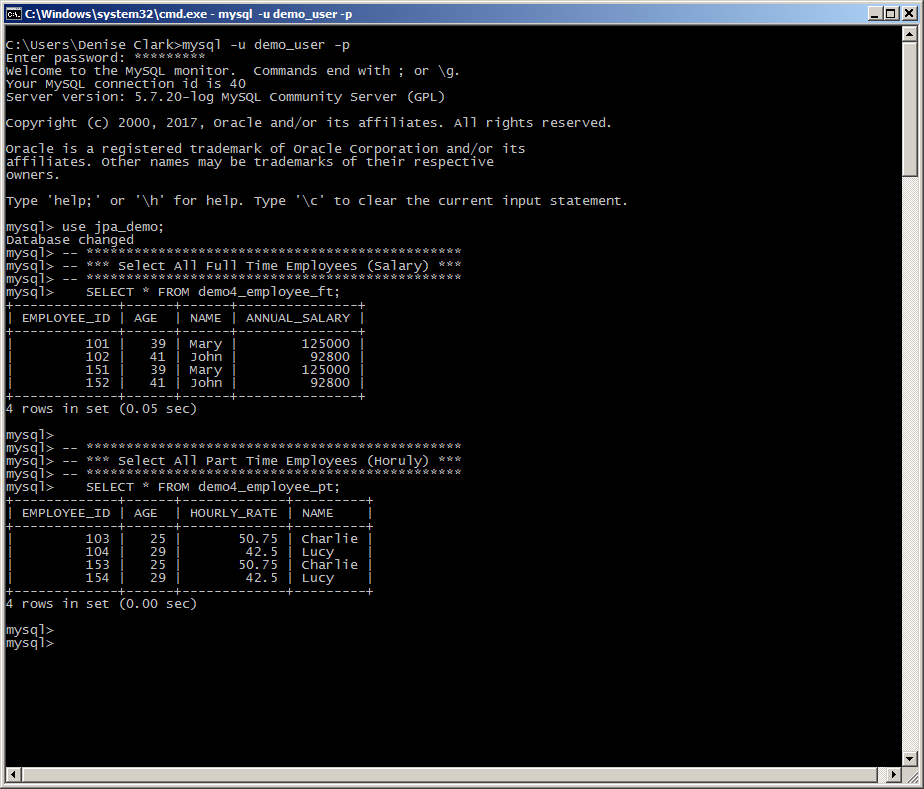 C:\Windows\system32\cmd.exe - mysql -u demo_user -p
C:\Users\Denise Clark>mysql -u demo_user -p
Enter password: *********
Welcome to the MySQL monitor.  Commands end with ; or \g.
Your MySQL connection id is 40
Server version: 5.7.20-log MySQL Community Server (GPL)
Copyright (c) 2000, 2017, Oracle and/or its affiliates. All rights reserved.
Oracle is a registered trademark of Oracle Corporation and/or its
affiliates. Other names may be trademarks of their respective
owners.
Type 'help;' or '\h' for help. Type '\c' to clear the current input statement.
mysql> use jpa_demo;
Database changed
mysql> -- ***********************************************
mysql> -- *** Select All Full Time Employees (Salary) ***
mysql> -- ***********************************************
mysql>    SELECT * FROM demo4_employee_ft;
+-------------+------+------+---------------+
| EMPLOYEE_ID | AGE  | NAME | ANNUAL_SALARY |
+-------------+------+------+---------------+
|         101 |   39 | Mary |        125000 |
|         102 |   41 | John |         92800 |
|         151 |   39 | Mary |        125000 |
|         152 |   41 | John |         92800 |
+-------------+------+------+---------------+
4 rows in set (0.05 sec)
mysql>
mysql> -- ***********************************************
mysql> -- *** Select All Part Time Employees (Horuly) ***
mysql> -- ***********************************************
mysql>    SELECT * FROM demo4_employee_pt;
+-------------+------+-------------+---------+
| EMPLOYEE_ID | AGE  | HOURLY_RATE | NAME    |
+-------------+------+-------------+---------+
|         103 |   25 |       50.75 | Charlie |
|         104 |   29 |        42.5 | Lucy    |
|         153 |   25 |       50.75 | Charlie |
|         154 |   29 |        42.5 | Lucy    |
+-------------+------+-------------+---------+
4 rows in set (0.00 sec)
mysql>
mysql>